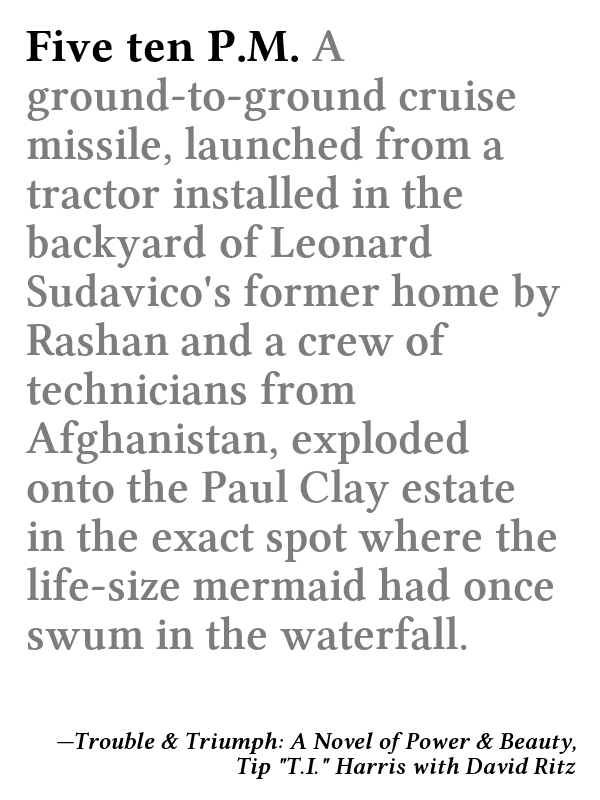 Five ten P.M. A
ground-to-ground cruise
missile, launched from a
tractor installed in the
backyard of Leonard
Sudavico's former home by
Rashan and a crew of
technicians from
Afghanistan, exploded
onto the Paul Clay estate
in the exact spot where the
life-size mermaid had once
swum in the waterfall.
—Trouble & Triumph: A Novel of Power & Beauty,
Tip "T.I." Harris with David Ritz